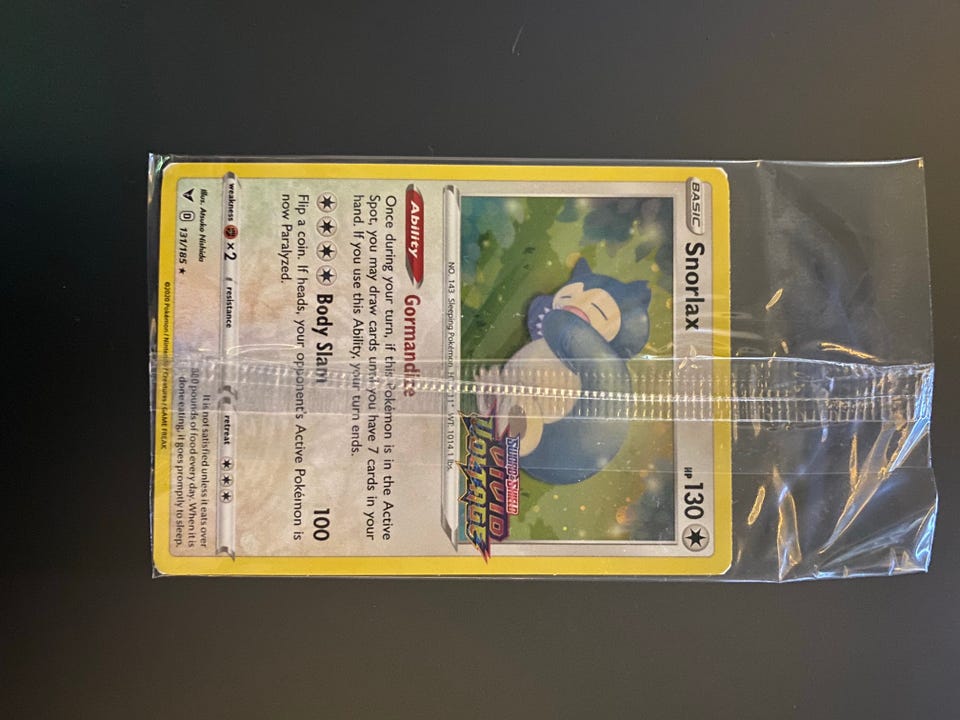 BASIC
Snorlax
HP 130
SWORD & SHIELD
VIVID
VOLTAGE
NO. 143 Sleeping Pokémon 11" WT: 1014.1 lbs.
Ability Gormandize
Once during your turn, if this Pokémon is in the Active
Spot, you may draw cards until you have 7 cards in your
hand. If you use this Ability, your turn ends.
Body Slam 100
Flip a coin. If heads, your opponent's Active Pokémon is
now Paralyzed.
weakness ×2 resistance retreat
Illus. Atsuko Nishida
D 131/185 ★
It is not satisfied unless it eats over
pounds of food every day. When it is
done eating, it goes promptly to sleep.
©2020 Pokémon / Nintendo / Creatures / GAME FREAK